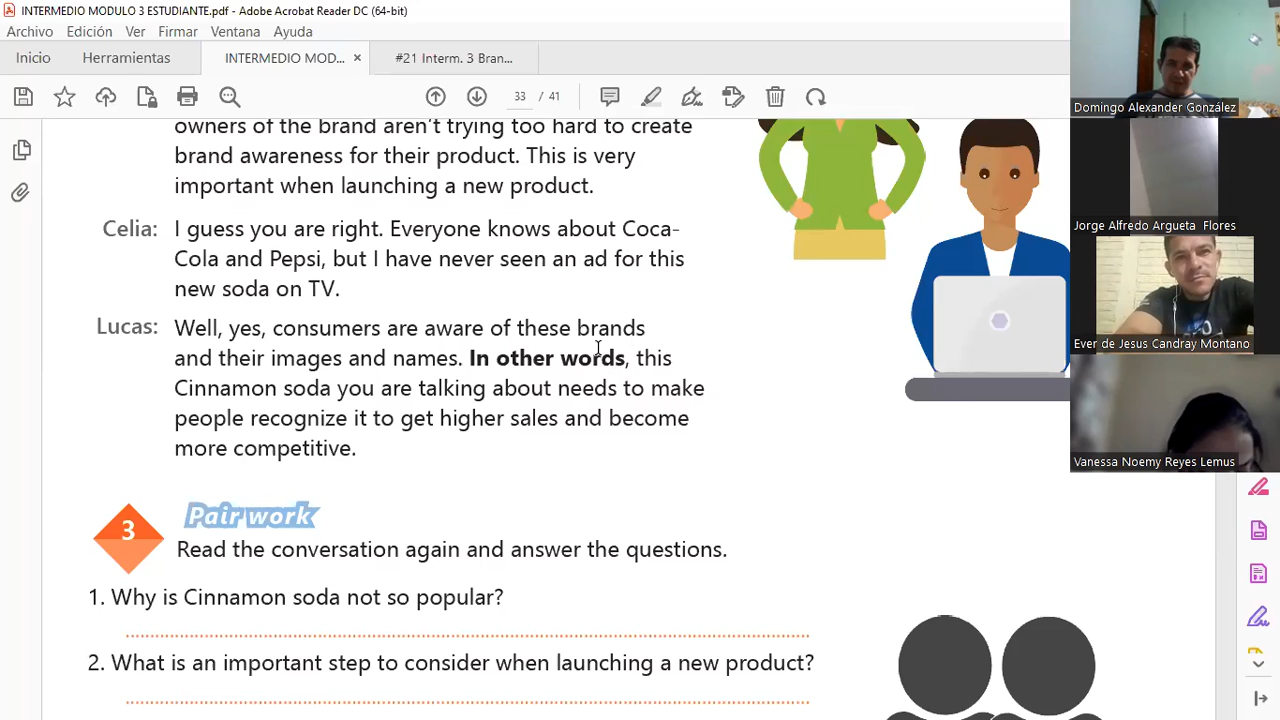 INTERMEDIO MODULO 3 ESTUDIANTE.pdf - Adobe Acrobat Reader DC (64-bit)
Archivo Edición Ver Firmar Ventana Ayuda
Inicio Herramientas INTERMEDIO MOD... × #21 Interm. 3 Bran...
33 / 41
owners of the brand aren't trying too hard to create
brand awareness for their product. This is very
important when launching a new product.
Celia: I guess you are right. Everyone knows about Coca-
Cola and Pepsi, but I have never seen an ad for this
new soda on TV.
Lucas: Well, yes, consumers are aware of these brands
and their images and names. In other words, this
Cinnamon soda you are talking about needs to make
people recognize it to get higher sales and become
more competitive.
3 Pair work
Read the conversation again and answer the questions.
1. Why is Cinnamon soda not so popular?
2. What is an important step to consider when launching a new product?
Domingo Alexander González
Jorge Alfredo Argueta Flores
Ever de Jesus Candray Montano
Vanessa Noemy Reyes Lemus